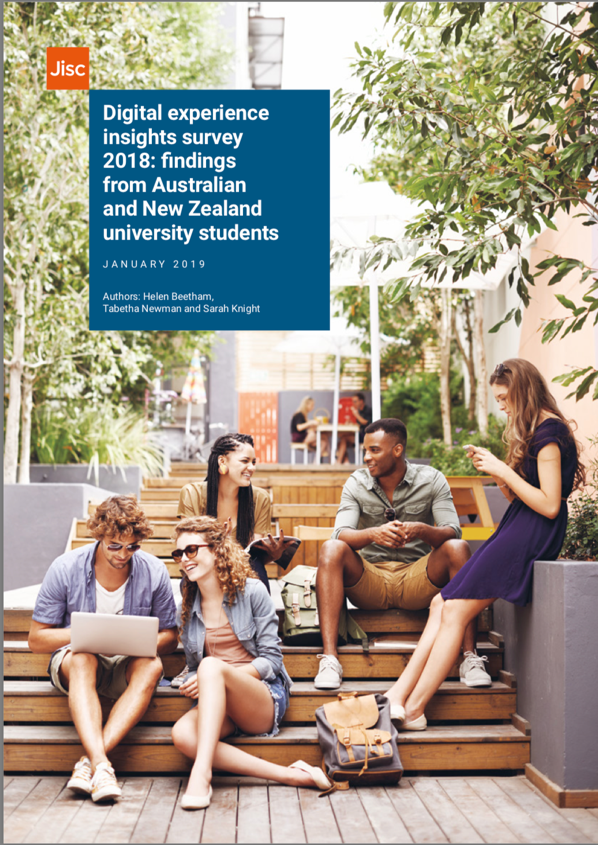 Jisc
Digital experience
insights survey
2018: findings
from Australian
and New Zealand
university students
JANUARY 2019
Authors: Helen Beetham,
Tabetha Newman and Sarah Knight